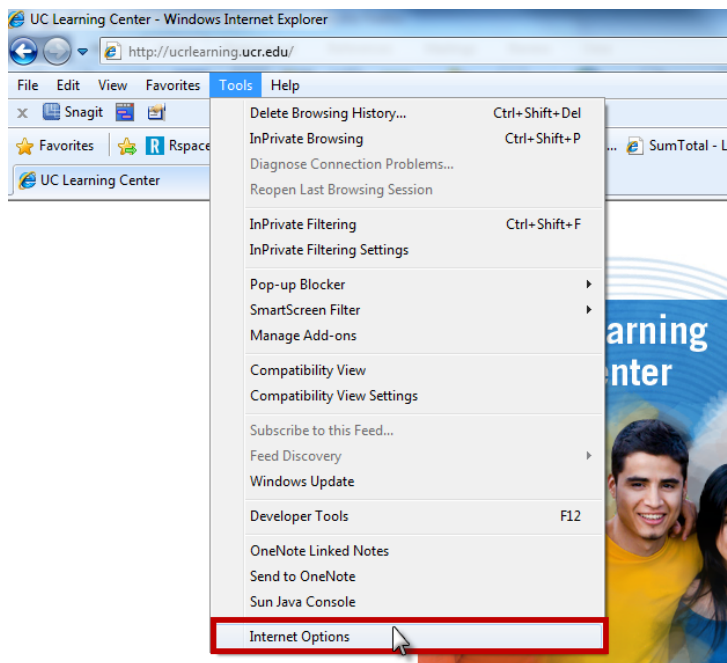 UC Learning Center - Windows Internet Explorer
http://ucrlearning.ucr.edu/
File Edit View Favorites Tools Help
x Snagit
Favorites R Rspace
... SumTotal - L
UC Learning Center
Delete Browsing History... Ctrl+Shift+Del
InPrivate Browsing Ctrl+Shift+P
Diagnose Connection Problems...
Reopen Last Browsing Session
InPrivate Filtering Ctrl+Shift+F
InPrivate Filtering Settings
Pop-up Blocker
SmartScreen Filter
Manage Add-ons
Compatibility View
Compatibility View Settings
Subscribe to this Feed...
Feed Discovery
Windows Update
Developer Tools F12
OneNote Linked Notes
Send to OneNote
Sun Java Console
Internet Options
arning
nter